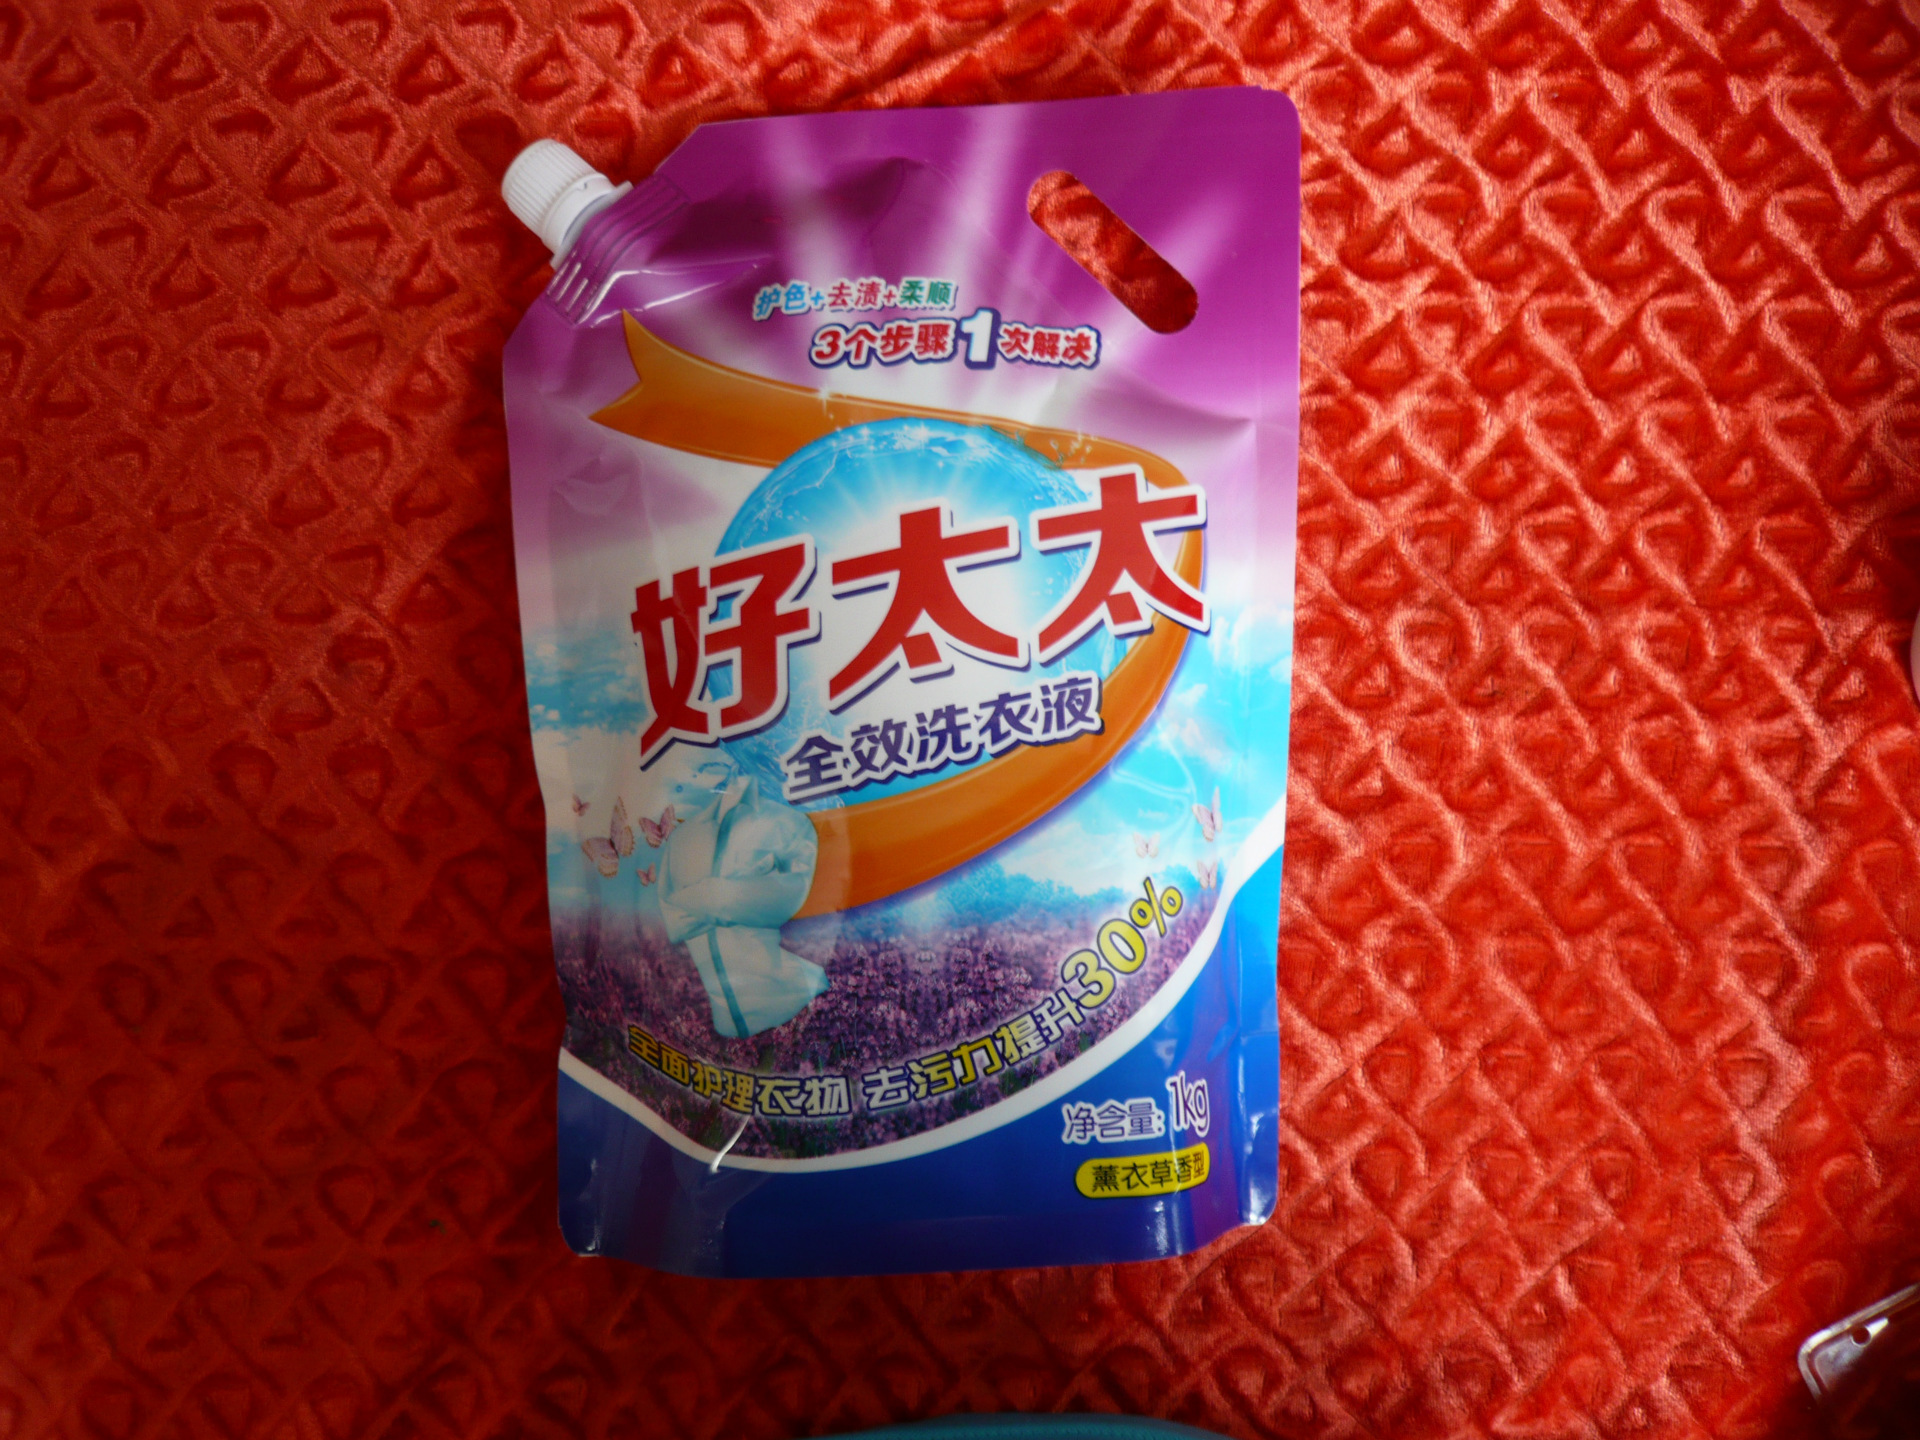 护色+去渍+柔顺
3个步骤1次解决
好太太
全效洗衣液
全面护理衣物 去污力提升30%
净含量:1kg
薰衣草香型